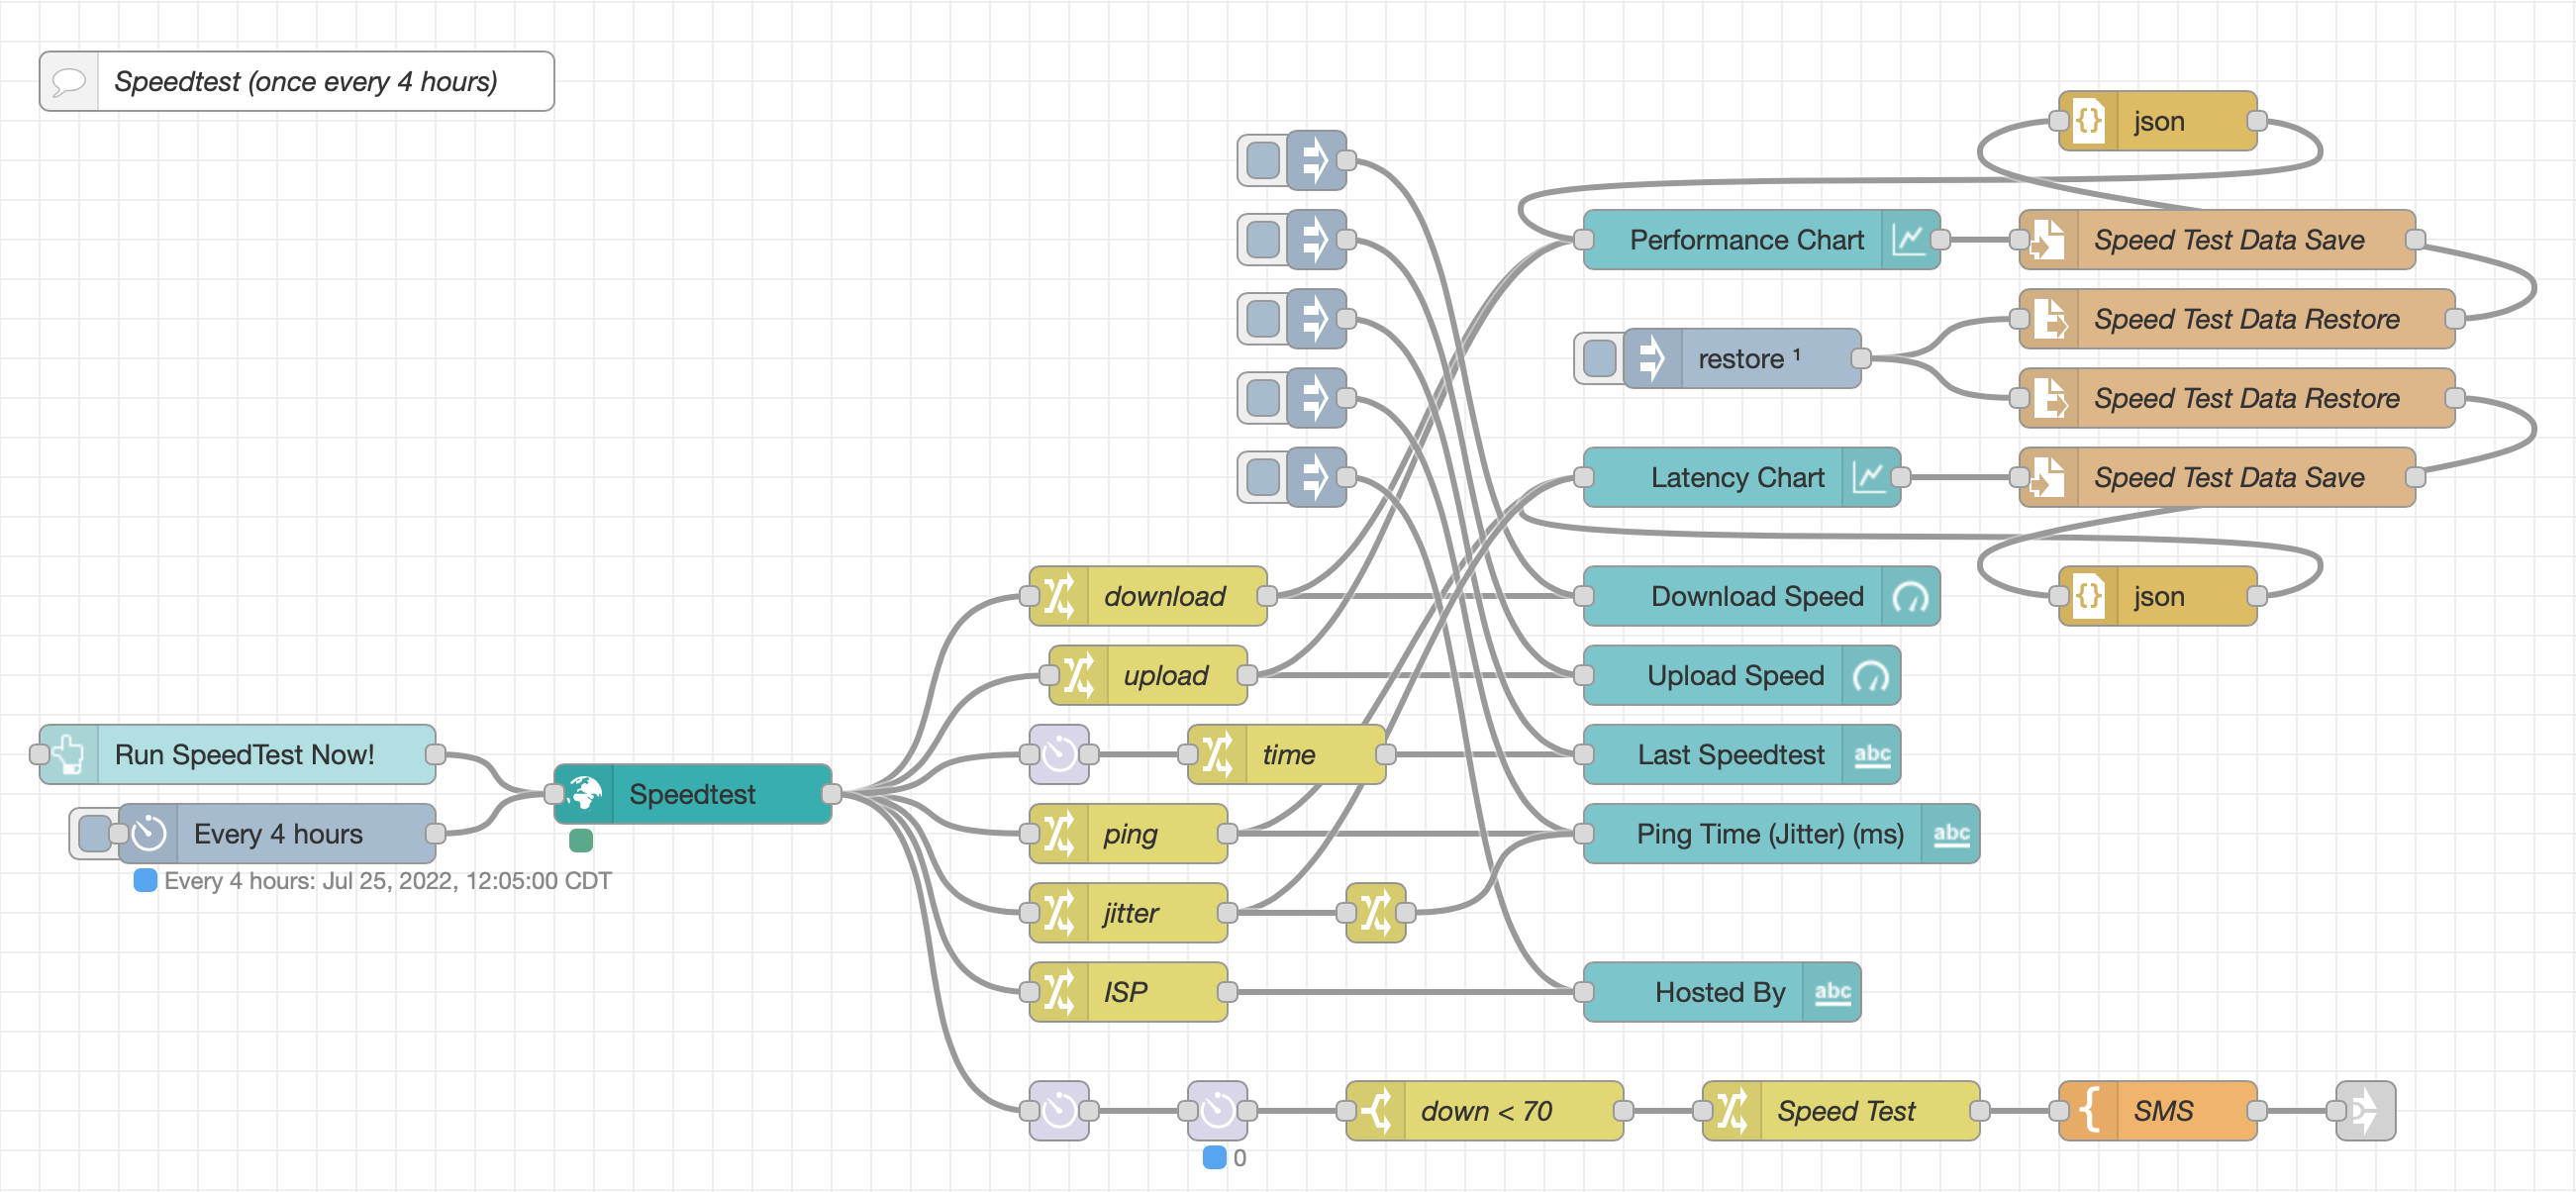 Speedtest (once every 4 hours)
{} json
Performance Chart
Speed Test Data Save
Speed Test Data Restore
restore ¹
Speed Test Data Restore
Latency Chart
Speed Test Data Save
download
Download Speed
{} json
upload
Upload Speed
Run SpeedTest Now!
time
Last Speedtest abc
Speedtest
Every 4 hours
ping
Ping Time (Jitter) (ms) abc
Every 4 hours: Jul 25, 2022, 12:05:00 CDT
jitter
ISP
Hosted By abc
down < 70
Speed Test
{ SMS
0